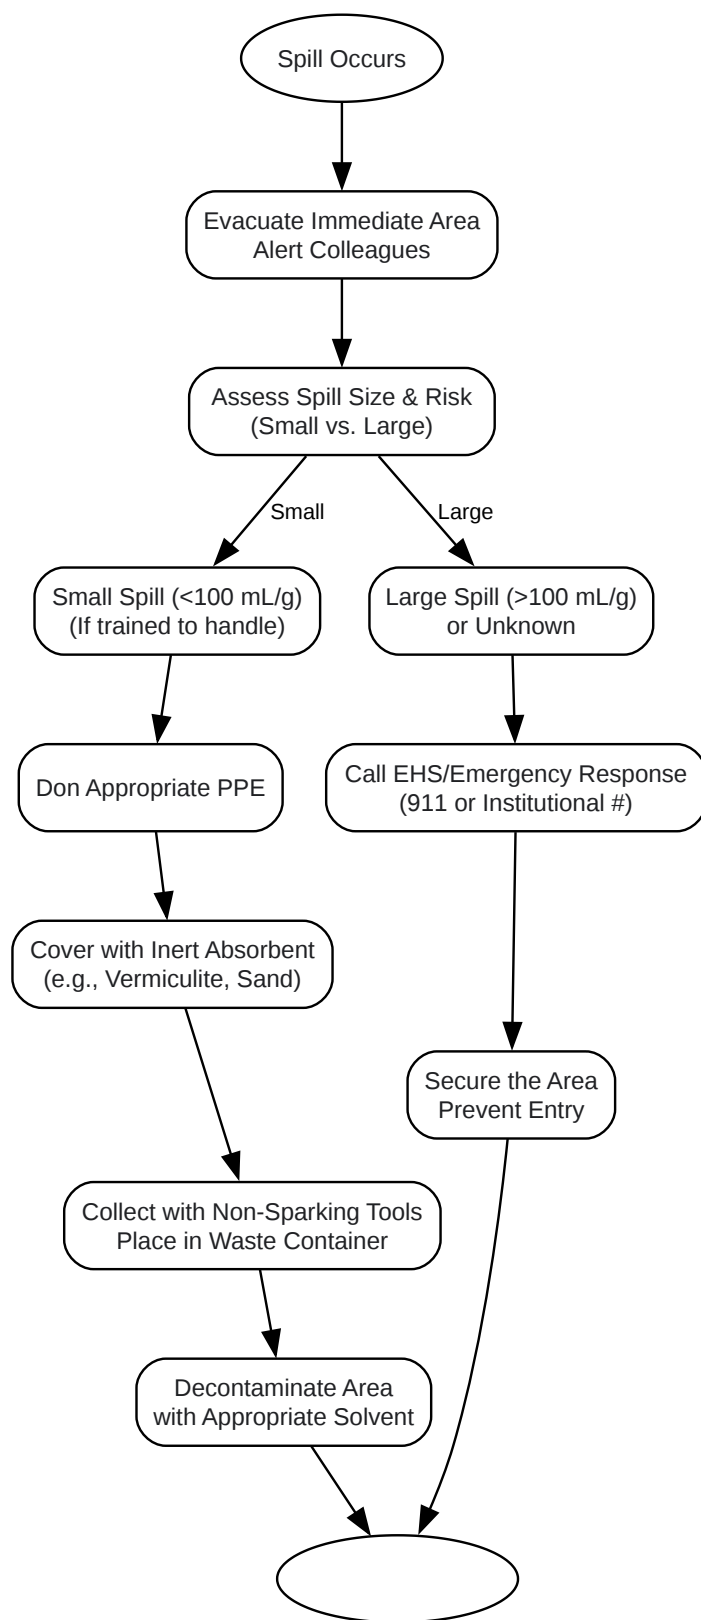 Spill Occurs
Evacuate Immediate Area
Alert Colleagues
Assess Spill Size & Risk
(Small vs. Large)
Small
Large
Small Spill (<100 mL/g)
(If trained to handle)
Large Spill (>100 mL/g)
or Unknown
Don Appropriate PPE
Call EHS/Emergency Response
(911 or Institutional #)
Cover with Inert Absorbent
(e.g., Vermiculite, Sand)
Secure the Area
Prevent Entry
Collect with Non-Sparking Tools
Place in Waste Container
Decontaminate Area
with Appropriate Solvent